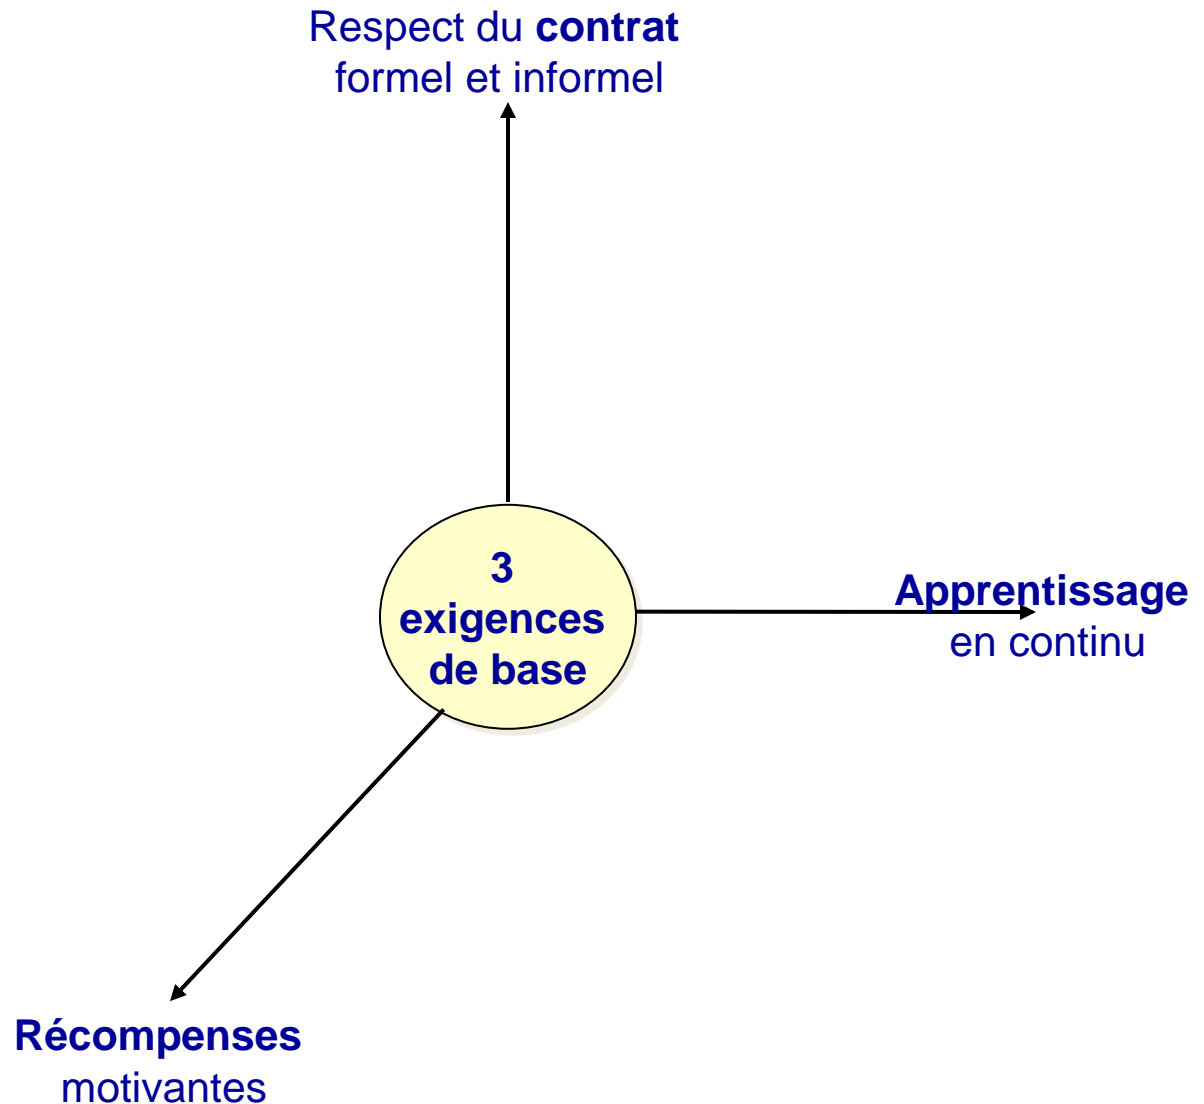 Respect du contrat
formel et informel
3
exigences
de base
Apprentissage
en continu
Récompenses
motivantes